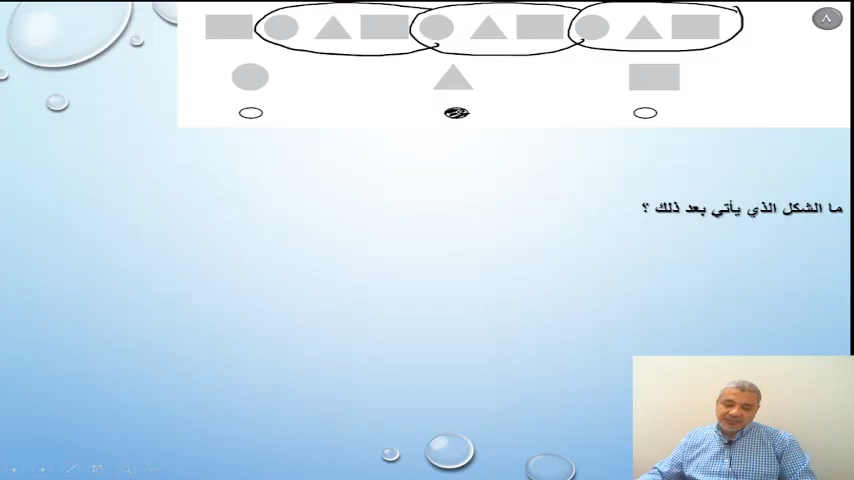 ٨
ما الشكل الذي يأتي بعد ذلك ؟